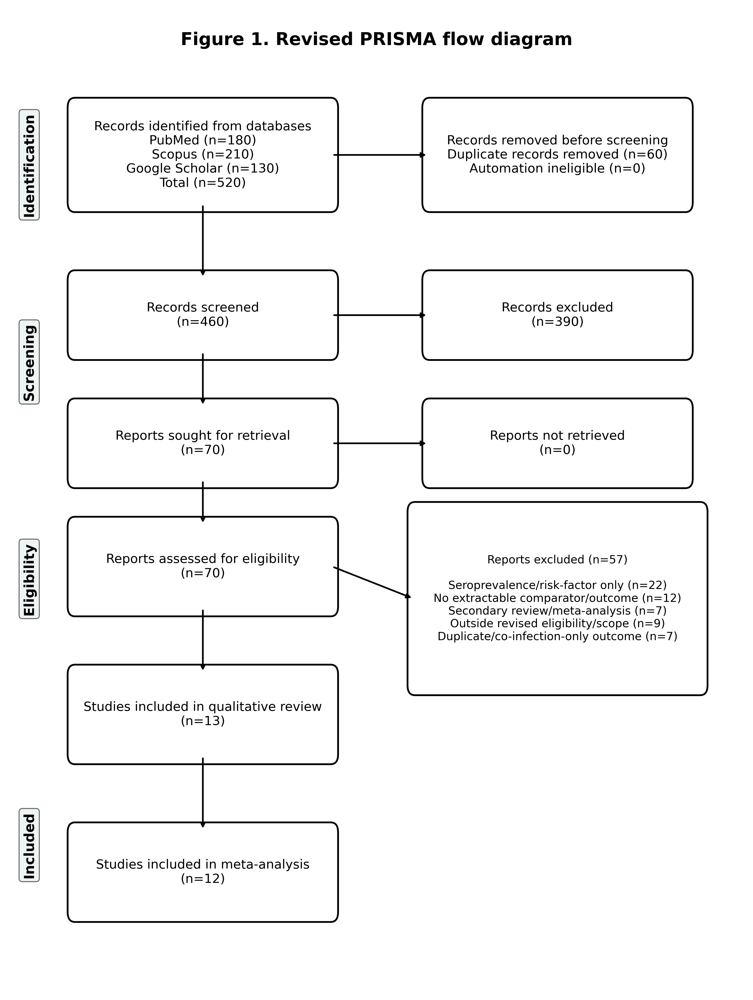 Figure 1. Revised PRISMA flow diagram
Identification
Records identified from databases
PubMed (n=180)
Scopus (n=210)
Google Scholar (n=130)
Total (n=520)
Records removed before screening
Duplicate records removed (n=60)
Automation ineligible (n=0)
Screening
Records screened
(n=460)
Records excluded
(n=390)
Reports sought for retrieval
(n=70)
Reports not retrieved
(n=0)
Eligibility
Reports assessed for eligibility
(n=70)
Reports excluded (n=57)
Seroprevalence/risk-factor only (n=22)
No extractable comparator/outcome (n=12)
Secondary review/meta-analysis (n=7)
Outside revised eligibility/scope (n=9)
Duplicate/co-infection-only outcome (n=7)
Studies included in qualitative review
(n=13)
Included
Studies included in meta-analysis
(n=12)